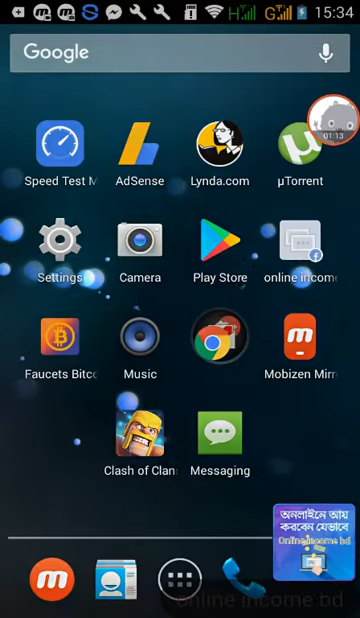 15:34
H
G
Google
01:13
Speed Test M
AdSense
Lynda.com
µTorrent
Settings
Camera
Play Store
online income
Faucets Bitco
Music
Mobizen Mirr
Clash of Clan
Messaging
অনলাইনে আয়
করবেন যেভাবে
Online income bd
online income bd